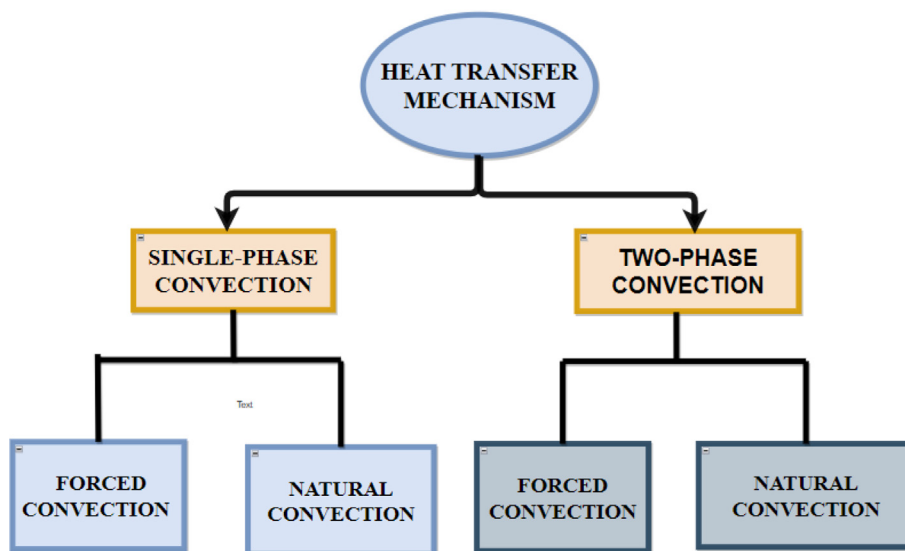 HEAT TRANSFER
MECHANISM
SINGLE-PHASE
CONVECTION
TWO-PHASE
CONVECTION
Text
FORCED
CONVECTION
NATURAL
CONVECTION
FORCED
CONVECTION
NATURAL
CONVECTION